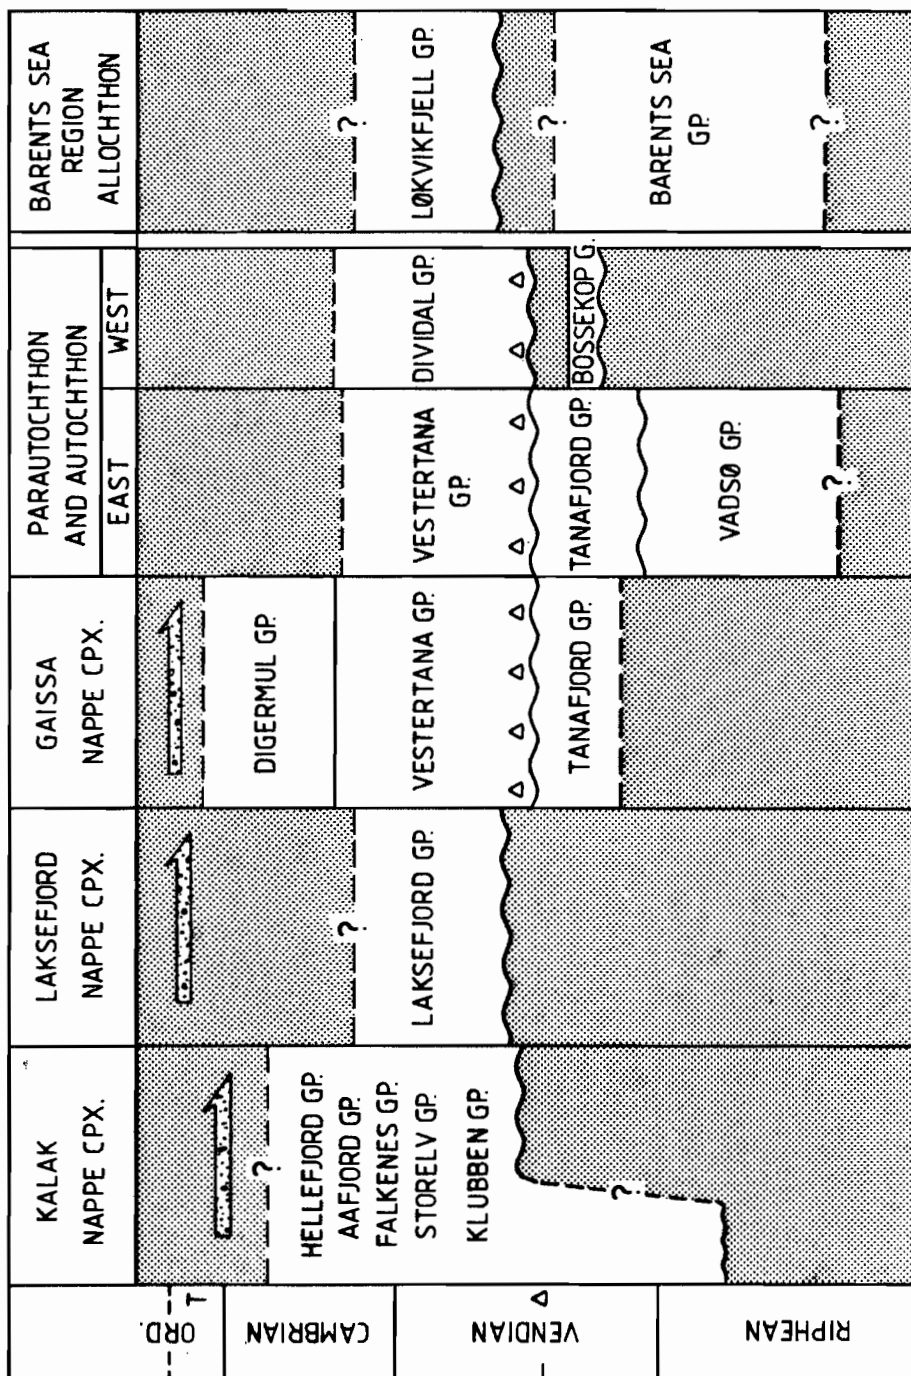 BARENTS SEA
REGION
ALLOCHTHON
?
LØKVIKFJELL GP.
?
BARENTS SEA
GP.
?
PARAUTOCHTHON
AND AUTOCHTHON
WEST
DIVIDAL GP.
BOSSEKOP G.
EAST
VESTERTANA
GP.
TANAFJORD GP.
VADSØ GP.
?
GAISSA
NAPPE CPX.
DIGERMUL GP.
VESTERTANA GP.
TANAFJORD GP.
LAKSEFJORD
NAPPE CPX.
?
LAKSEFJORD GP.
KALAK
NAPPE CPX.
?
HELLEFJORD GP.
AAFJORD GP.
FALKENES GP.
STORELV GP.
KLUBBEN GP.
?
ORD.
T
CAMBRIAN
VENDIAN
RIPHEAN